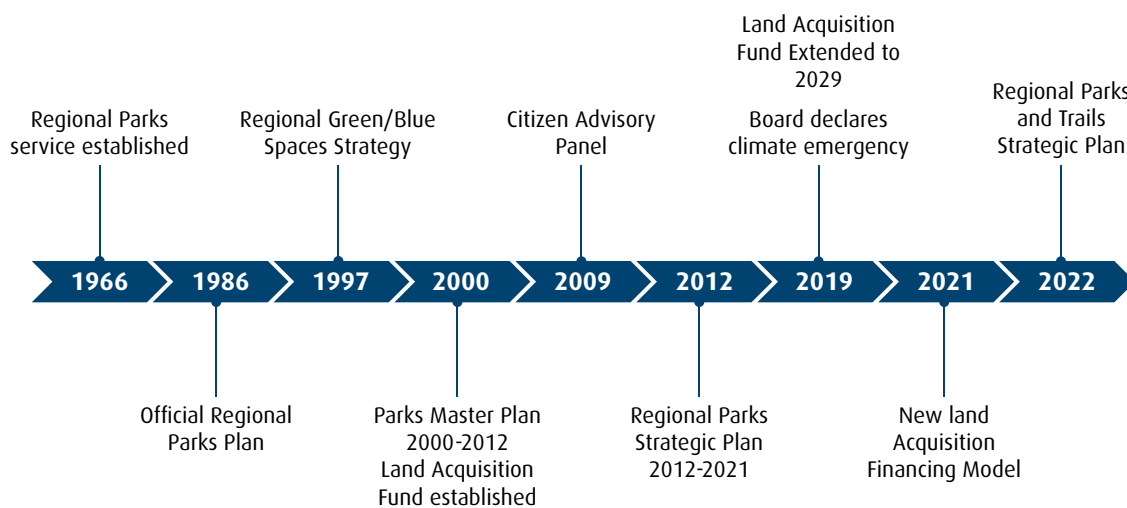 Land Acquisition
Fund Extended to
2029
Regional Parks
service established
Regional Green/Blue
Spaces Strategy
Citizen Advisory
Panel
Board declares
climate emergency
Regional Parks
and Trails
Strategic Plan
1966
1986
1997
2000
2009
2012
2019
2021
2022
Official Regional
Parks Plan
Parks Master Plan
2000-2012
Land Acquisition
Fund established
Regional Parks
Strategic Plan
2012-2021
New land
Acquisition
Financing Model